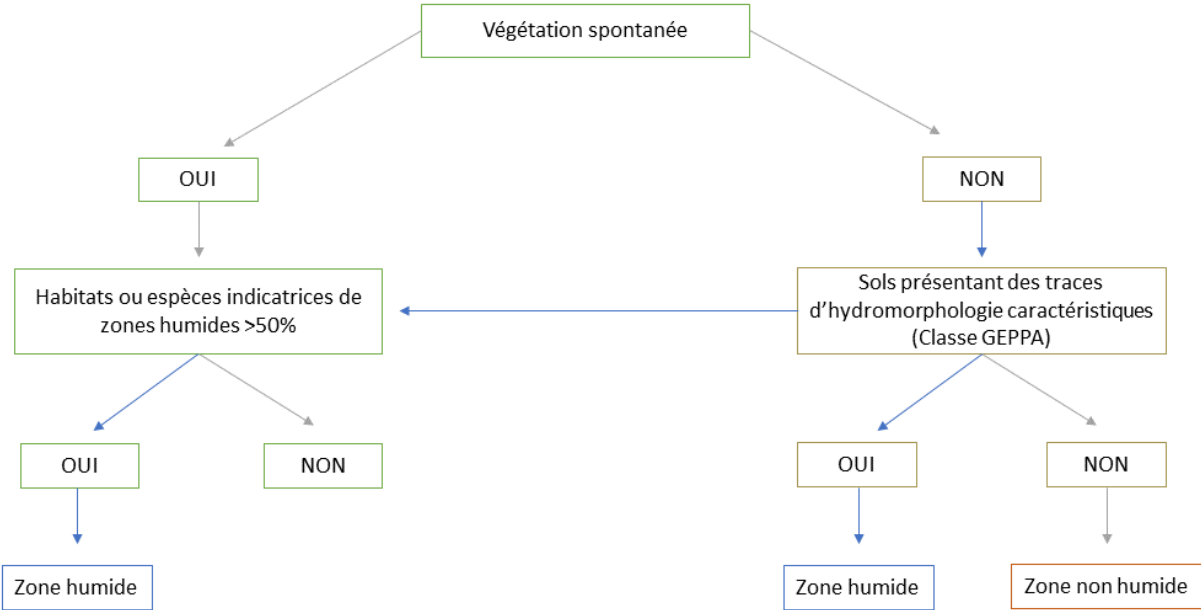 Végétation spontanée
OUI
NON
Habitats ou espèces indicatrices de
zones humides >50%
Sols présentant des traces
d’hydromorphologie caractéristiques
(Classe GEPPA)
OUI
NON
OUI
NON
Zone humide
Zone humide
Zone non humide